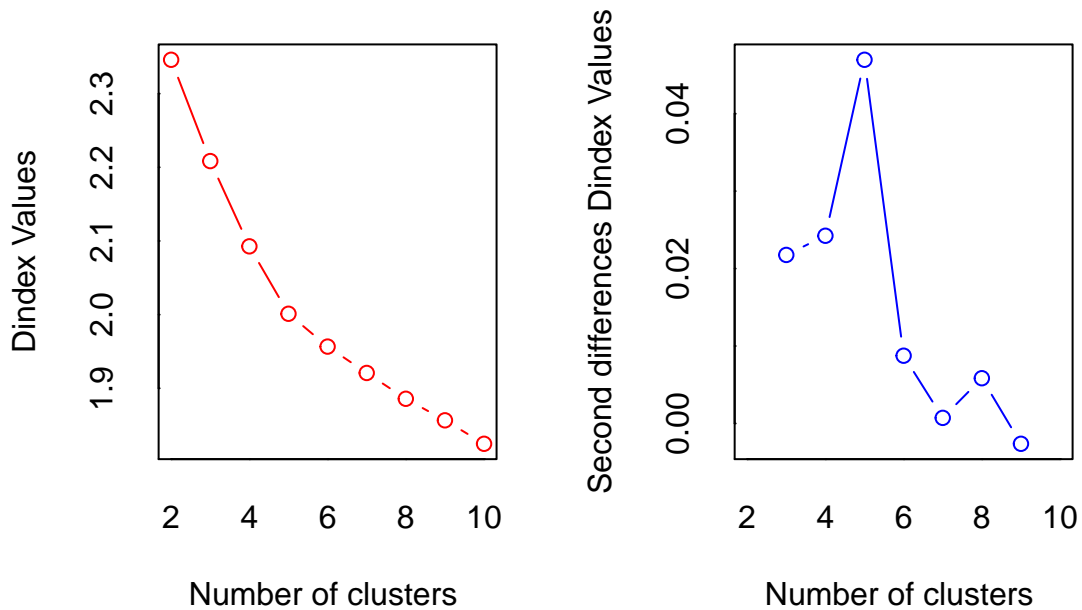 Dindex Values
2.3
2.2
2.1
2.0
1.9
2 4 6 8 10
Number of clusters
Second differences Dindex Values
0.04
0.02
0.00
2 4 6 8 10
Number of clusters